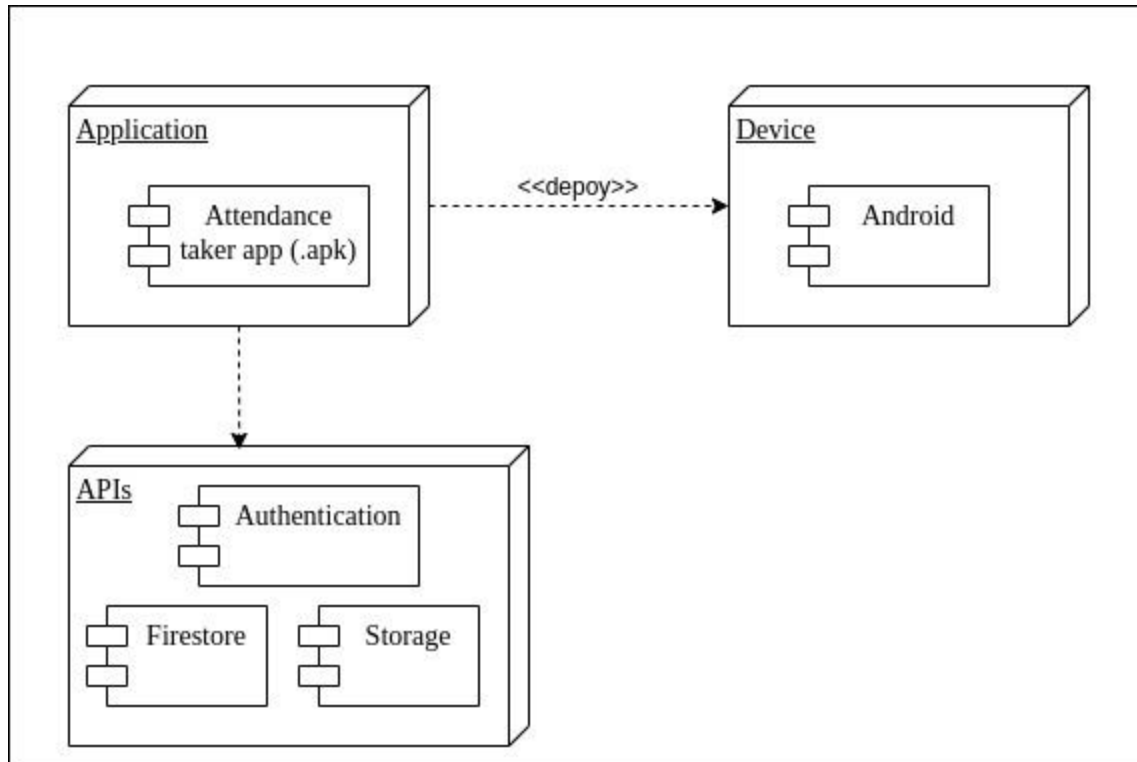 Application
Attendance
taker app (.apk)
<<depoy>>
Device
Android
APIs
Authentication
Firestore
Storage